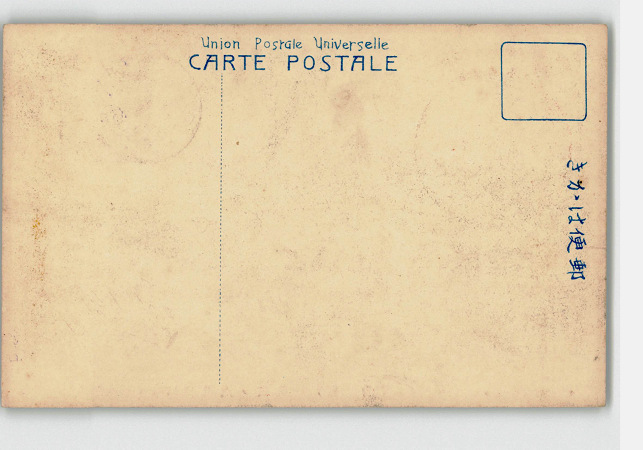 Union Postale Universelle
CARTE POSTALE
きがは便郵